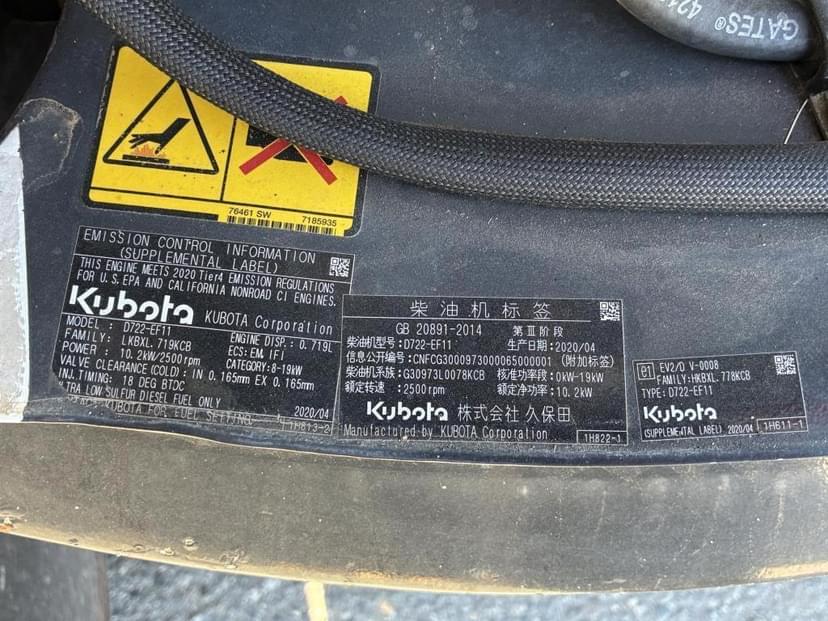 GATES® 421
76461 SW 7185935
EMISSION CONTROL INFORMATION
(SUPPLEMENTAL LABEL)
THIS ENGINE MEETS 2020 Tier4 EMISSION REGULATIONS
FOR U.S. EPA AND CALIFORNIA NONROAD CI ENGINES.
Kubota KUBOTA Corporation
MODEL : D722-EF11 ENGINE DISP.: 0.719L
FAMILY: LKBXL.719KCB ECS: EM, IFI
POWER : 10.2kW/2500rpm CATEGORY: 8-19kW
VALVE CLEARANCE (COLD): IN 0.165mm EX 0.165mm
INJ. TIMING: 18 DEG BTDC
ULTRA LOW SULFUR DIESEL FUEL ONLY
KUBOTA FOR FUEL SETTING 2020/04
1H813-2
柴油机标签
GB 20891-2014 第Ⅲ阶段
柴油机型号: D722-EF11 生产日期: 2020/04
信息公开编号: CNFCG3000973000065000001 (附加标签)
柴油机系族: G30973L0078KCB 核准功率段: 0kW-19kW
额定转速 : 2500rpm 额定净功率: 10.2kW
Kubota 株式会社 久保田
Manufactured by KUBOTA Corporation 1H822-1
e1 EV2/D V-0008
FAMILY: HKBXL.778KCB
TYPE: D722-EF11
Kubota
(SUPPLEMENTAL LABEL) 2020/04 1H611-1